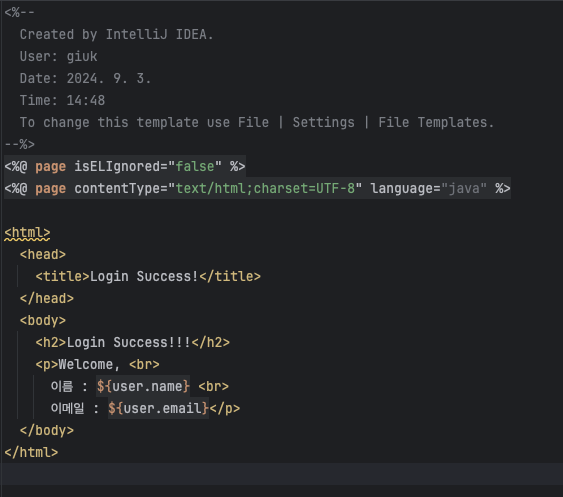 <%--
  Created by IntelliJ IDEA.
  User: giuk
  Date: 2024. 9. 3.
  Time: 14:48
  To change this template use File | Settings | File Templates.
--%>
<%@ page isELIgnored="false" %>
<%@ page contentType="text/html;charset=UTF-8" language="java" %>

<html>
  <head>
    <title>Login Success!</title>
  </head>
  <body>
    <h2>Login Success!!!</h2>
    <p>Welcome, <br>
      이름 : ${user.name} <br>
      이메일 : ${user.email}</p>
  </body>
</html>